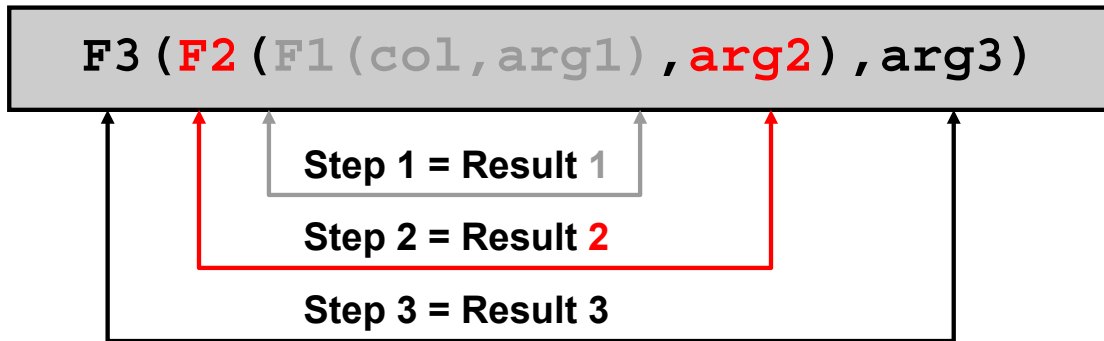 F3(F2(F1(col,arg1),arg2),arg3)
Step 1 = Result 1
Step 2 = Result 2
Step 3 = Result 3